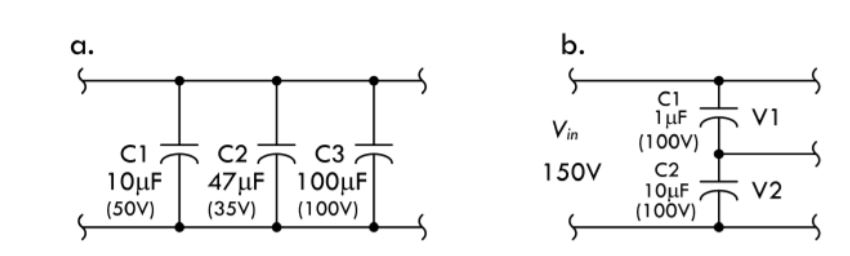 a.
C1
10μF
(50V)
C2
47μF
(35V)
C3
100μF
(100V)
b.
Vin
150V
C1
1μF
(100V)
V1
C2
10μF
(100V)
V2